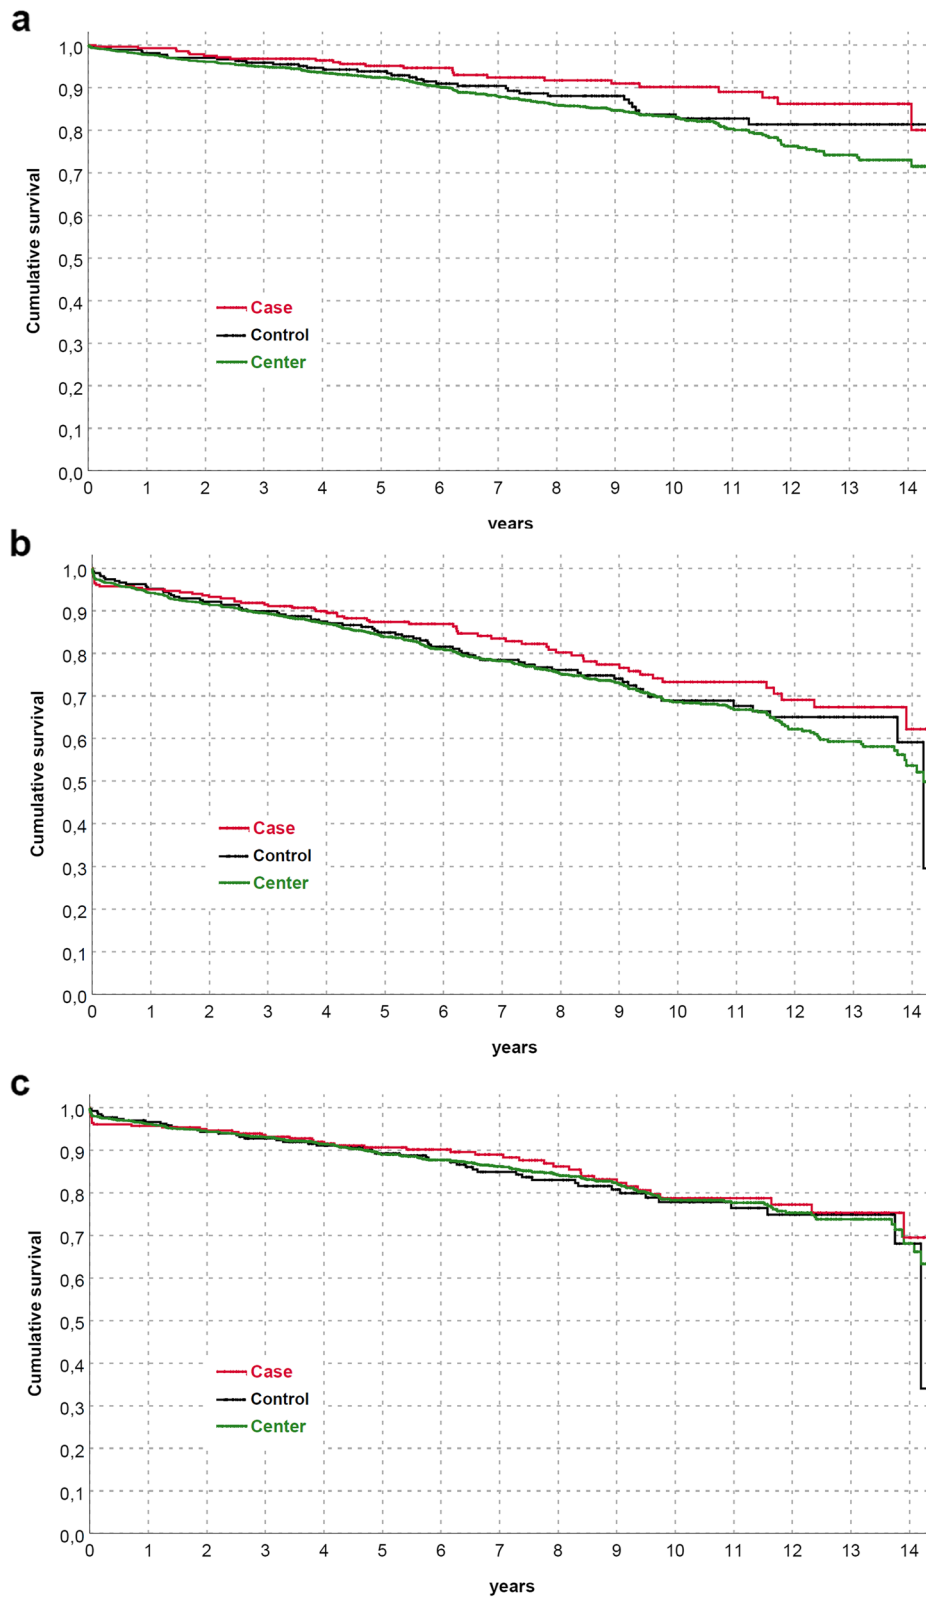 a
1,0
0,9
0,8
0,7
0,6
0,5
0,4
0,3
0,2
0,1
0,0
Cumulative survival
Case
Control
Center
0 1 2 3 4 5 6 7 8 9 10 11 12 13 14
years
b
1,0
0,9
0,8
0,7
0,6
0,5
0,4
0,3
0,2
0,1
0,0
Cumulative survival
Case
Control
Center
0 1 2 3 4 5 6 7 8 9 10 11 12 13 14
years
c
1,0
0,9
0,8
0,7
0,6
0,5
0,4
0,3
0,2
0,1
0,0
Cumulative survival
Case
Control
Center
0 1 2 3 4 5 6 7 8 9 10 11 12 13 14
years